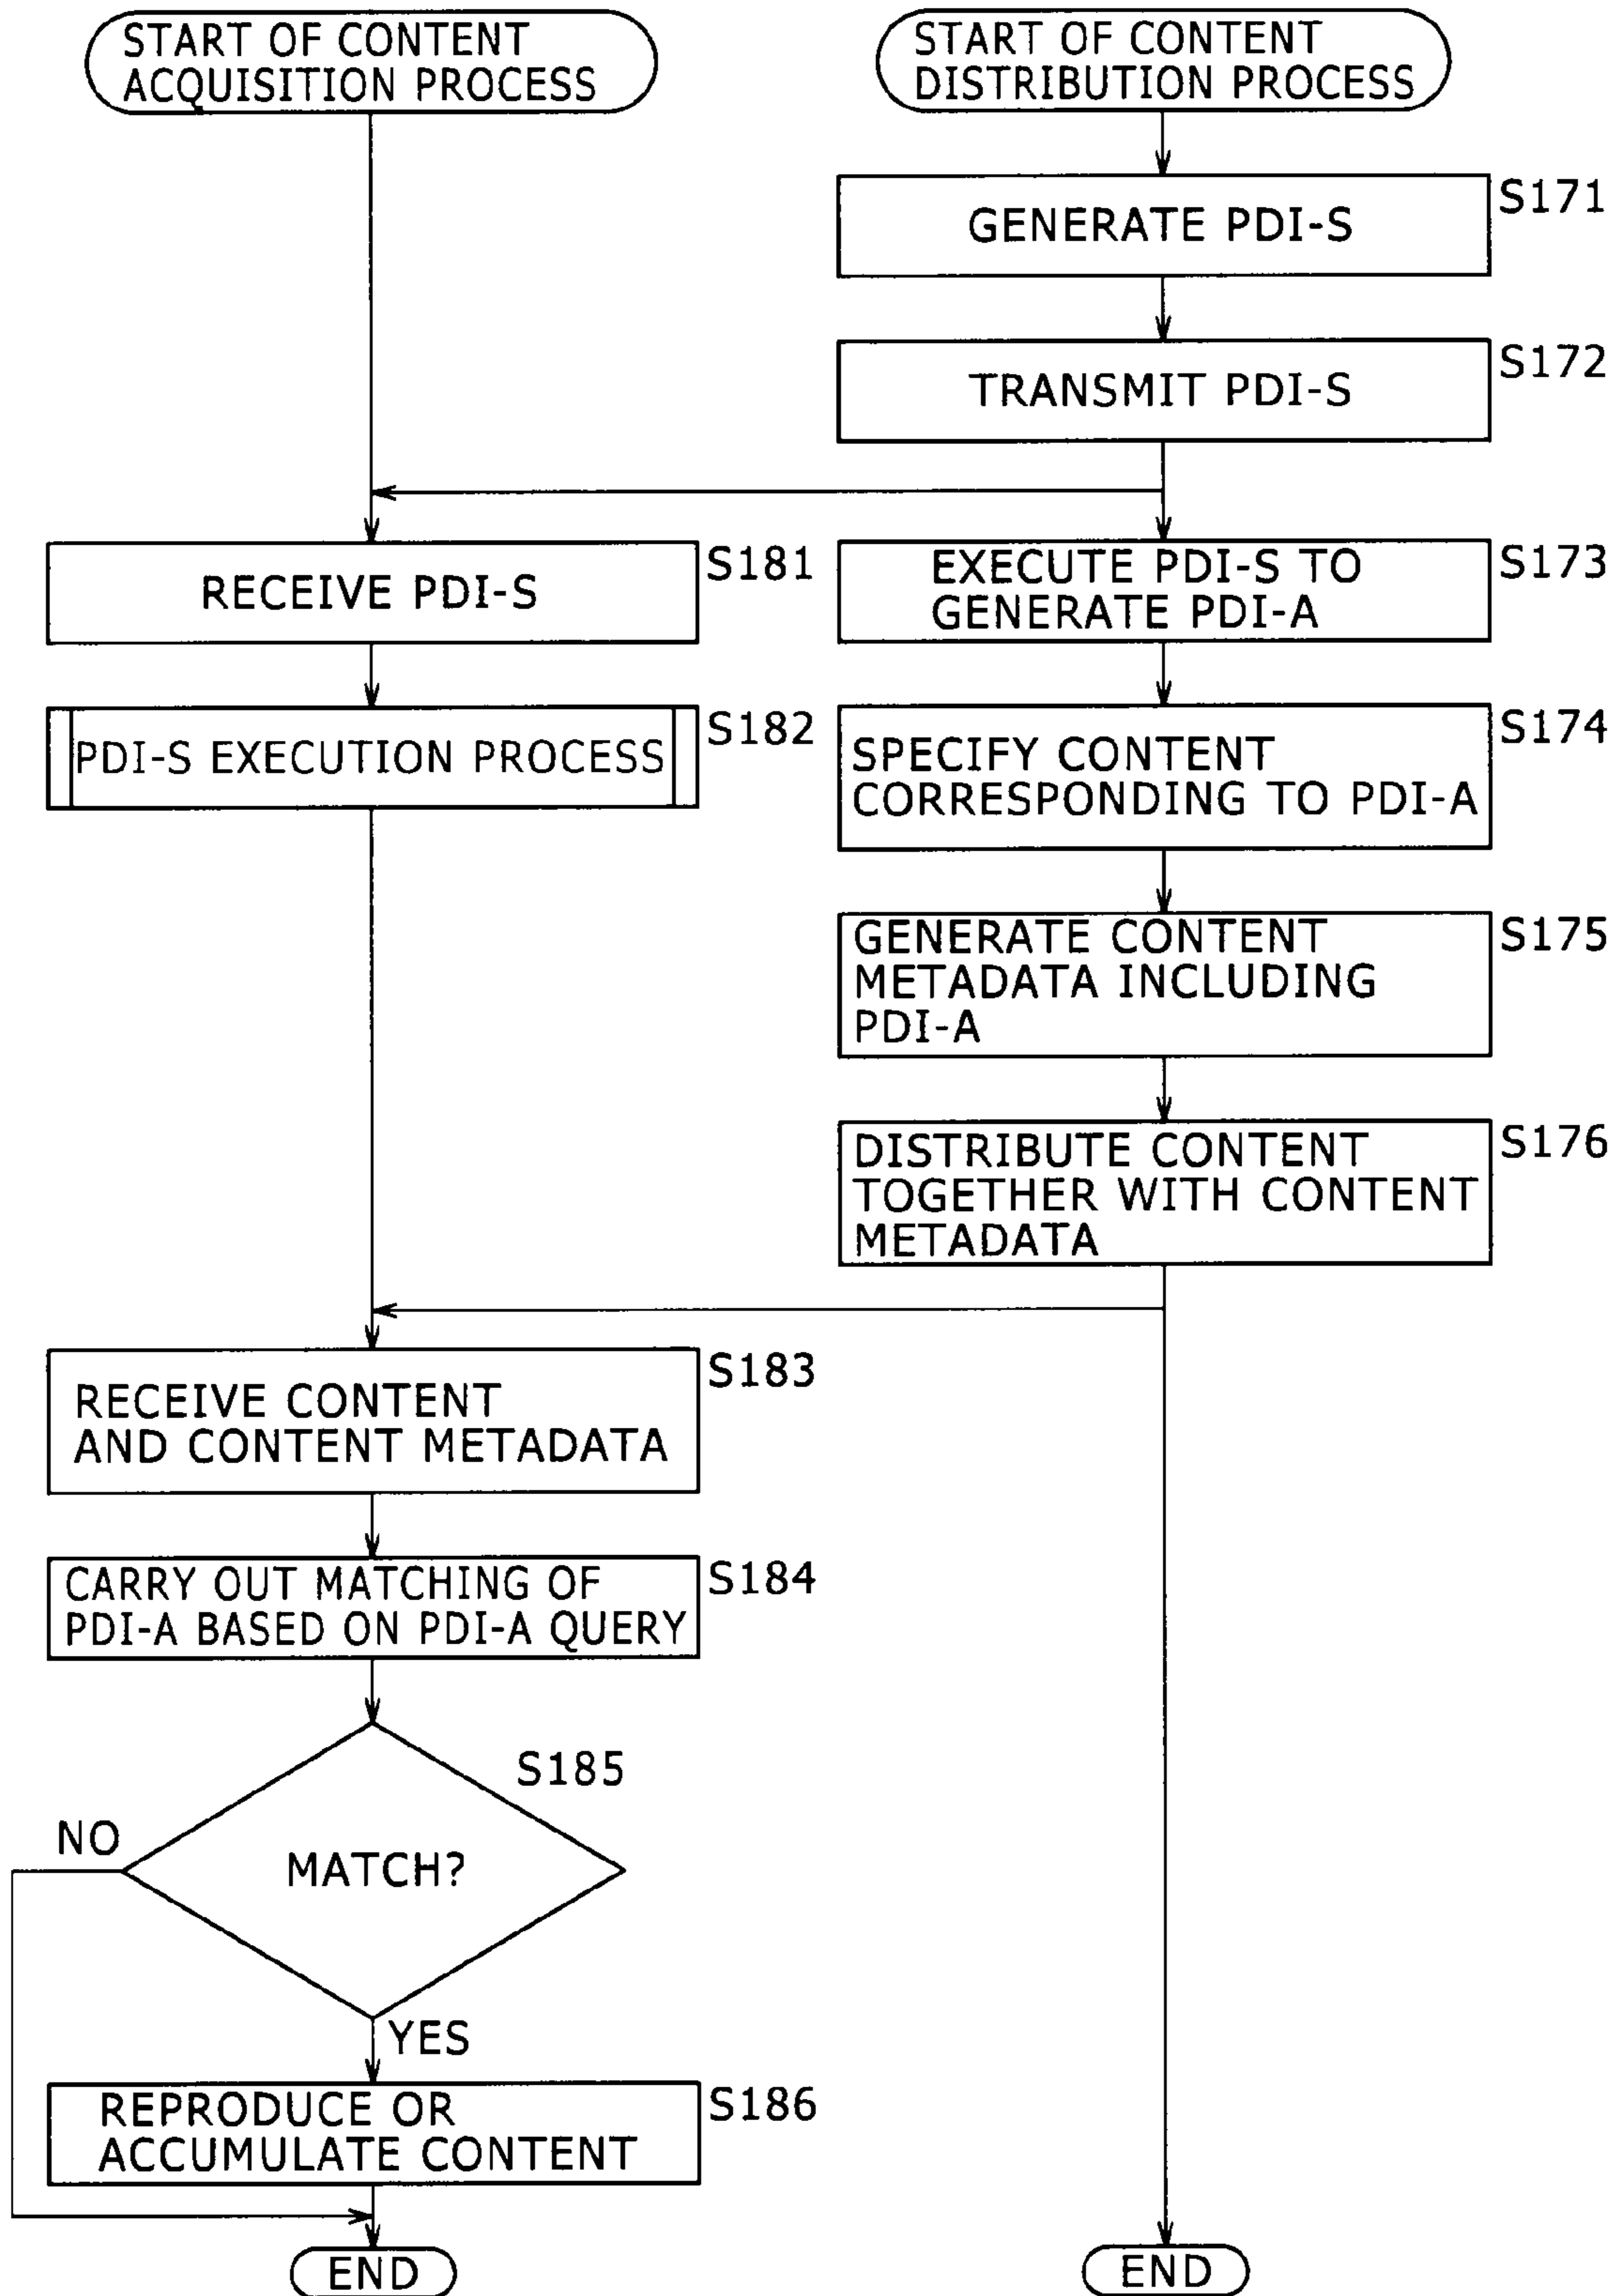 START OF CONTENT
ACQUISITION PROCESS
START OF CONTENT
DISTRIBUTION PROCESS
GENERATE PDI-S
S171
TRANSMIT PDI-S
S172
RECEIVE PDI-S
S181
EXECUTE PDI-S TO
GENERATE PDI-A
S173
PDI-S EXECUTION PROCESS
S182
SPECIFY CONTENT
CORRESPONDING TO PDI-A
S174
GENERATE CONTENT
METADATA INCLUDING
PDI-A
S175
DISTRIBUTE CONTENT
TOGETHER WITH CONTENT
METADATA
S176
RECEIVE CONTENT
AND CONTENT METADATA
S183
CARRY OUT MATCHING OF
PDI-A BASED ON PDI-A QUERY
S184
S185
NO
MATCH?
YES
REPRODUCE OR
ACCUMULATE CONTENT
S186
END
END